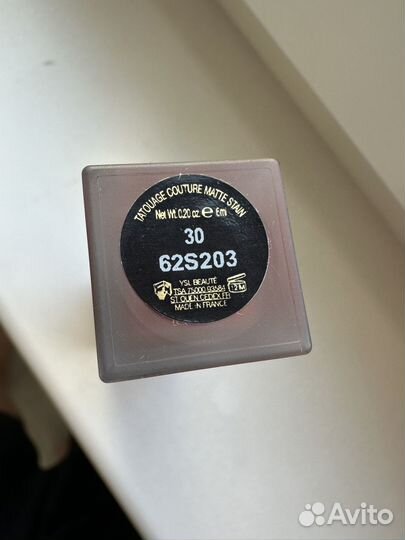 TATOUAGE COUTURE MATTE STAIN
Net Wt. 0.20 oz ℮ 6ml
30
62S203
YSL BEAUTÉ
TSA 75000 93584
ST OUEN CEDEX FR
12M
MADE IN FRANCE
Avito